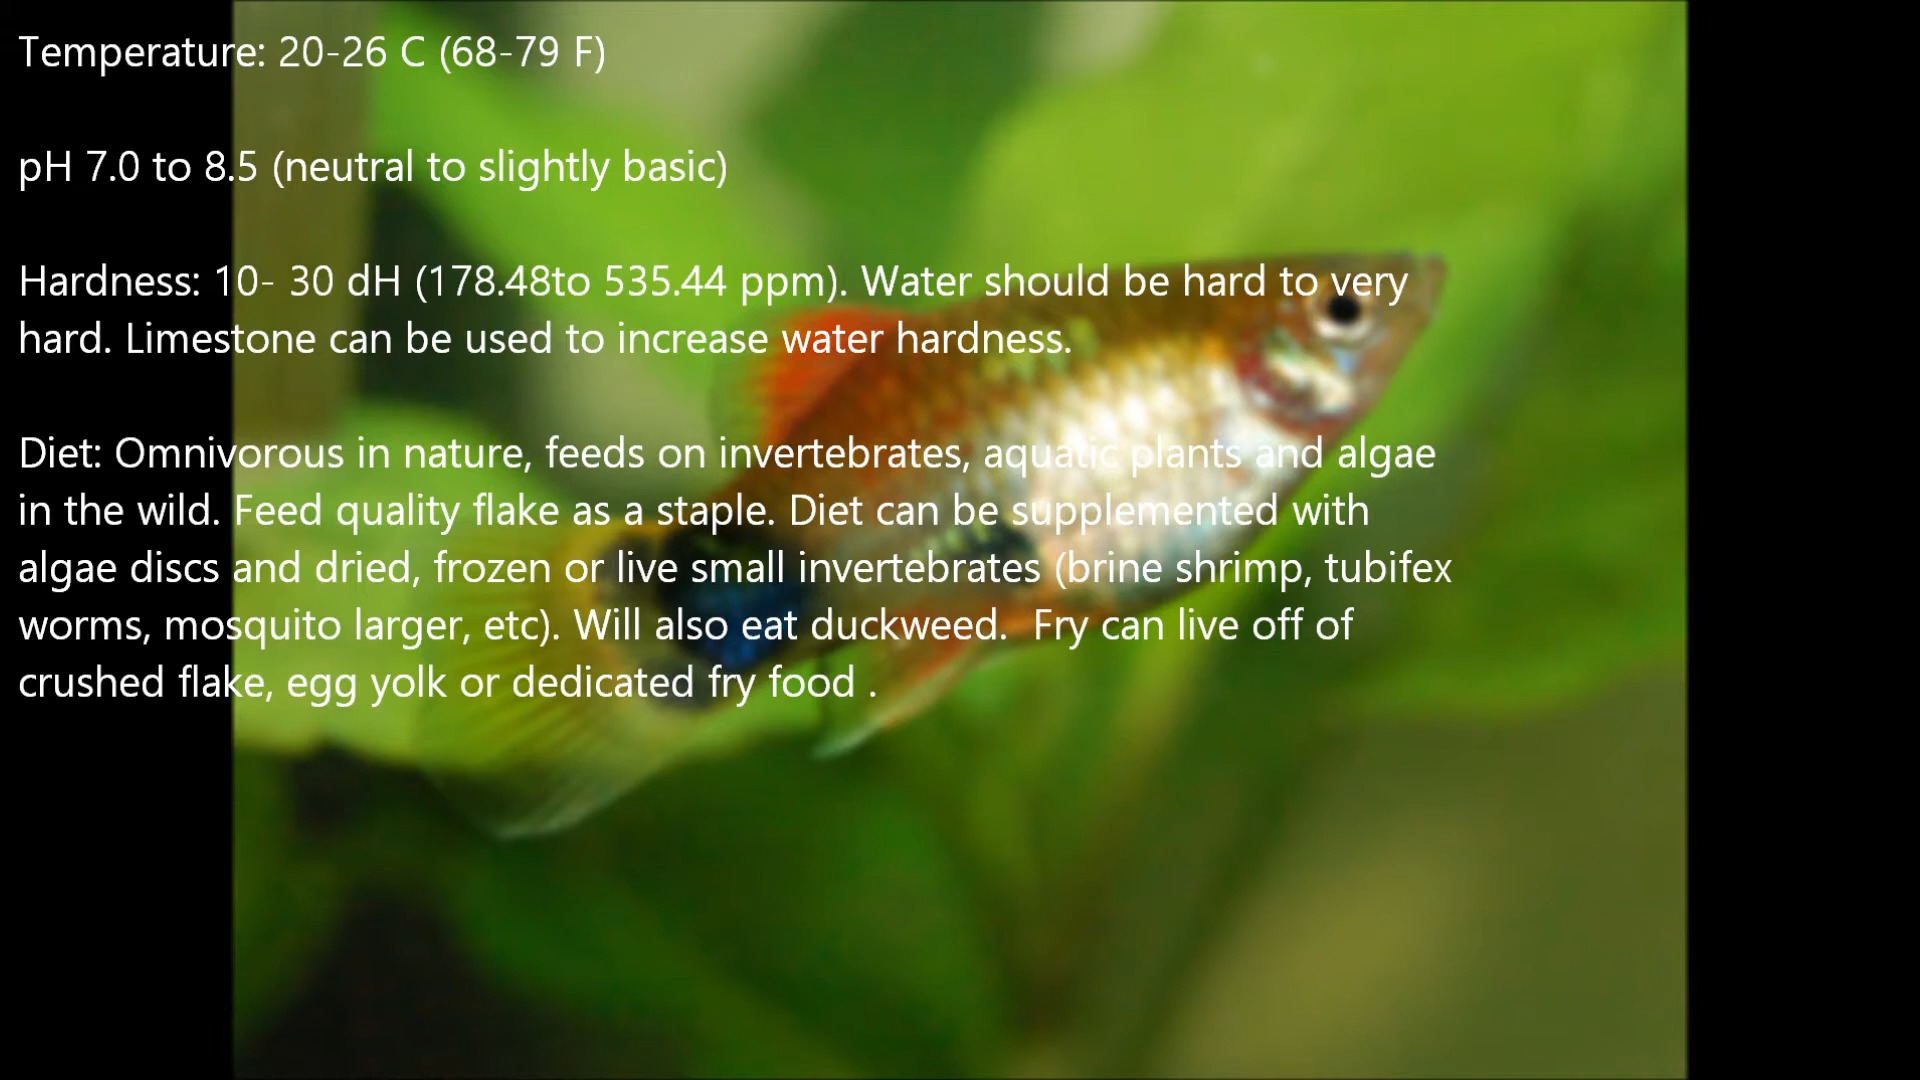 Temperature: 20-26 C (68-79 F)
pH 7.0 to 8.5 (neutral to slightly basic)
Hardness: 10- 30 dH (178.48to 535.44 ppm). Water should be hard to very
hard. Limestone can be used to increase water hardness.
Diet: Omnivorous in nature, feeds on invertebrates, aquatic plants and algae
in the wild. Feed quality flake as a staple. Diet can be supplemented with
algae discs and dried, frozen or live small invertebrates (brine shrimp, tubifex
worms, mosquito larger, etc). Will also eat duckweed.  Fry can live off of
crushed flake, egg yolk or dedicated fry food .